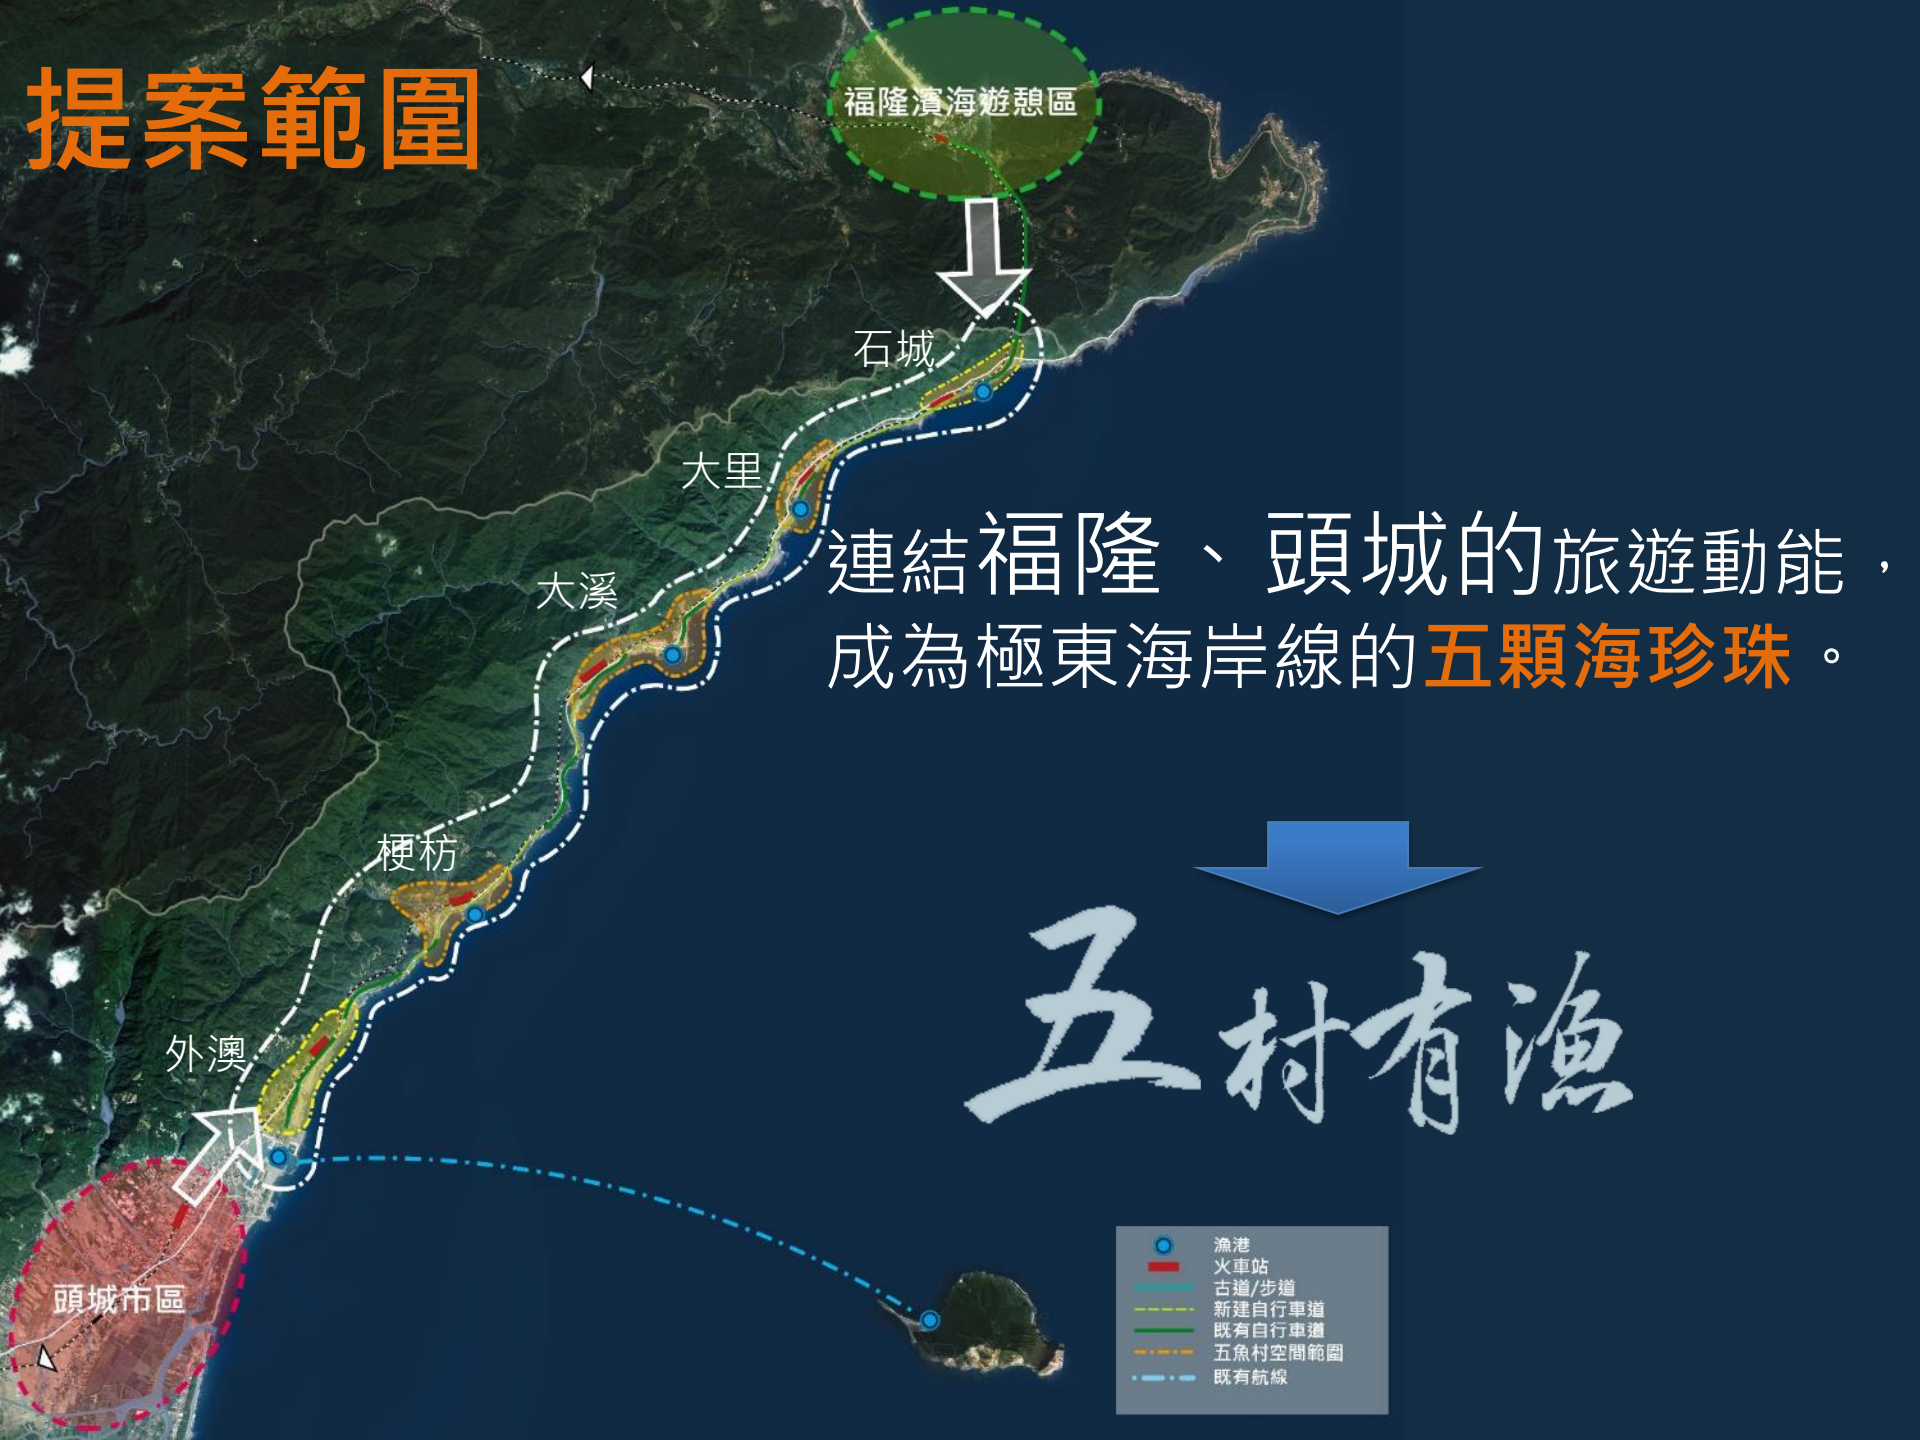 提案範圍
福隆濱海遊憩區
石城
大里
連結福隆、頭城的旅遊動能，
成為極東海岸線的五顆海珍珠。
大溪
梗枋
五村有漁
外澳
頭城市區
漁港
火車站
古道/步道
新建自行車道
既有自行車道
五魚村空間範圍
既有航線